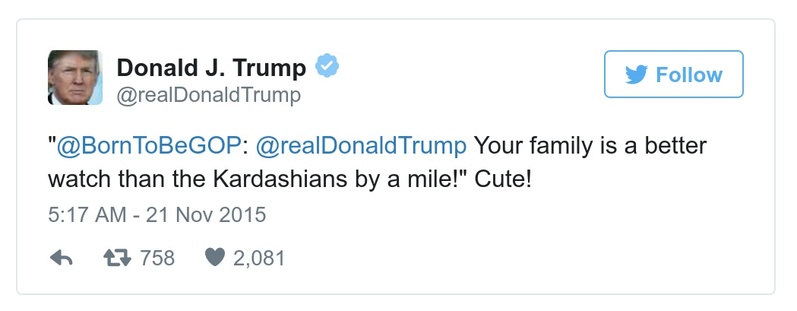 Donald J. Trump
@realDonaldTrump
Follow
"@BornToBeGOP: @realDonaldTrump Your family is a better
watch than the Kardashians by a mile!" Cute!
5:17 AM - 21 Nov 2015
758 2,081